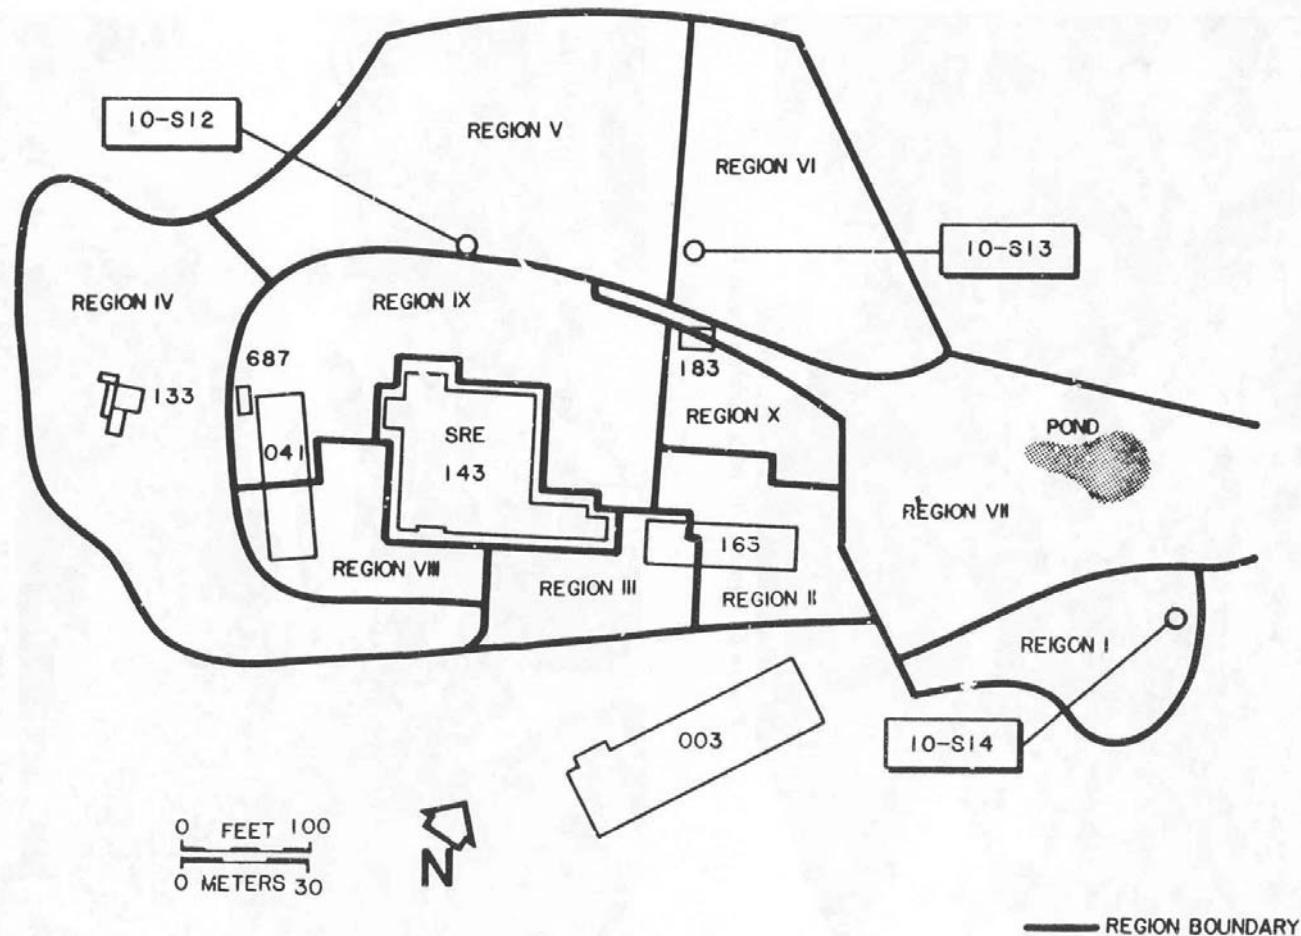 REGION V
10-S12
REGION VI
10-S13
REGION IV
REGION IX
687
133
183
REGION X
POND
SRE
041
143
REGION VII
163
REGION VIII
REGION III
REGION II
REIGON I
003
10-S14
0 FEET 100
0 METERS 30
N
REGION BOUNDARY